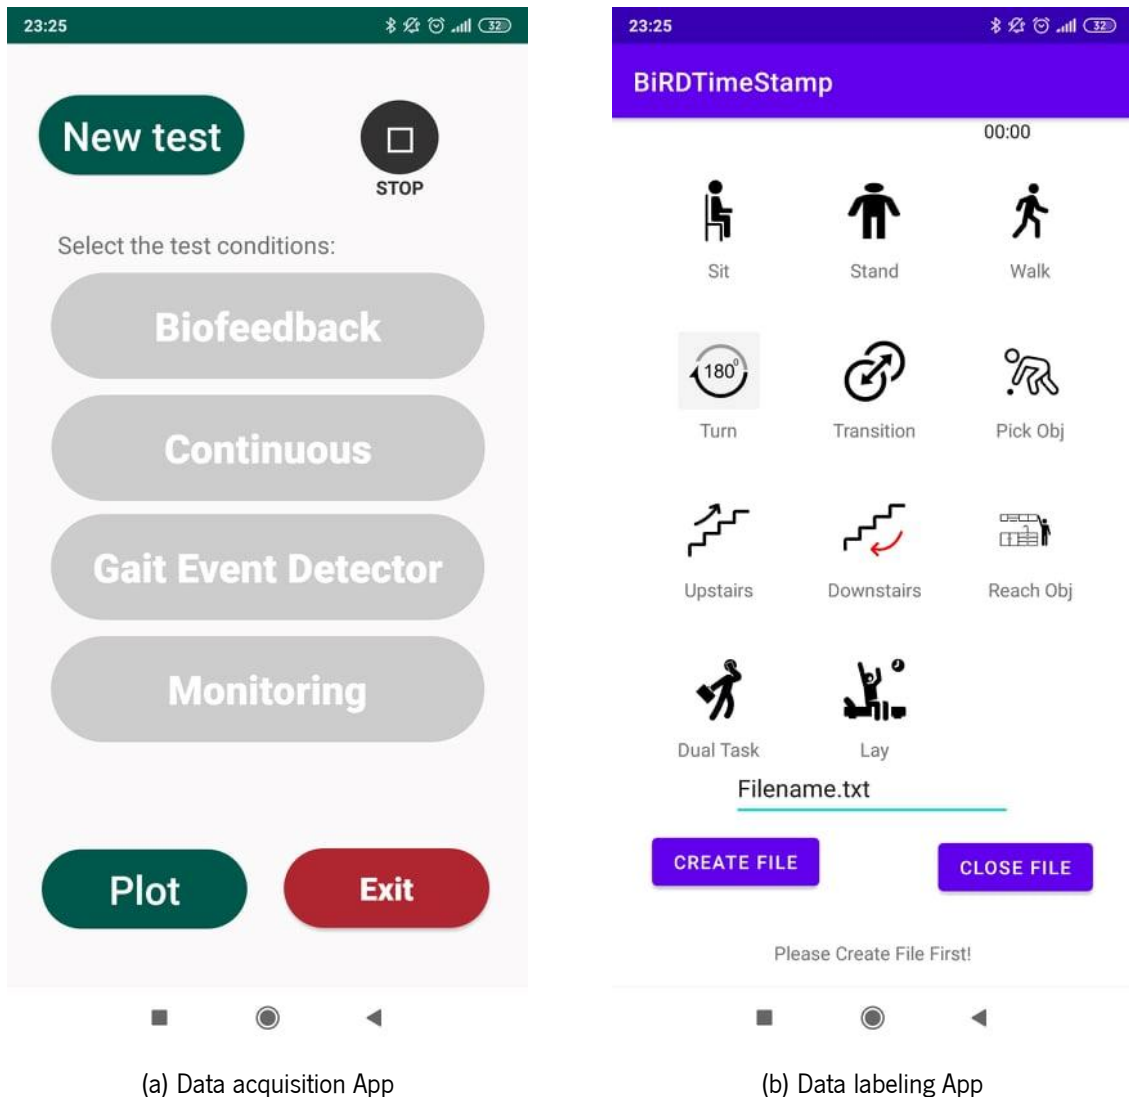 23:25
32
New test
STOP
Select the test conditions:
Biofeedback
Continuous
Gait Event Detector
Monitoring
Plot
Exit
(a) Data acquisition App
23:25
32
BiRDTimeStamp
00:00
Sit
Stand
Walk
180°
Turn
Transition
Pick Obj
Upstairs
Downstairs
Reach Obj
Dual Task
Lay
Filename.txt
CREATE FILE
CLOSE FILE
Please Create File First!
(b) Data labeling App